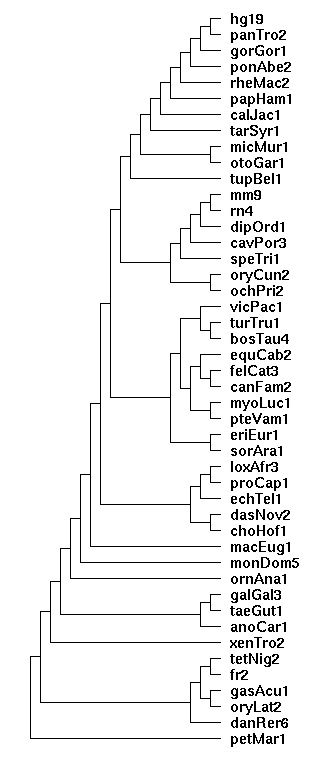 hg19
panTro2
gorGor1
ponAbe2
rheMac2
papHam1
calJac1
tarSyr1
micMur1
otoGar1
tupBel1
mm9
rn4
dipOrd1
cavPor3
speTri1
oryCun2
ochPri2
vicPac1
turTru1
bosTau4
equCab2
felCat3
canFam2
myoLuc1
pteVam1
eriEur1
sorAra1
loxAfr3
proCap1
echTel1
dasNov2
choHof1
macEug1
monDom5
ornAna1
galGal3
taeGut1
anoCar1
xenTro2
tetNig2
fr2
gasAcu1
oryLat2
danRer6
petMar1